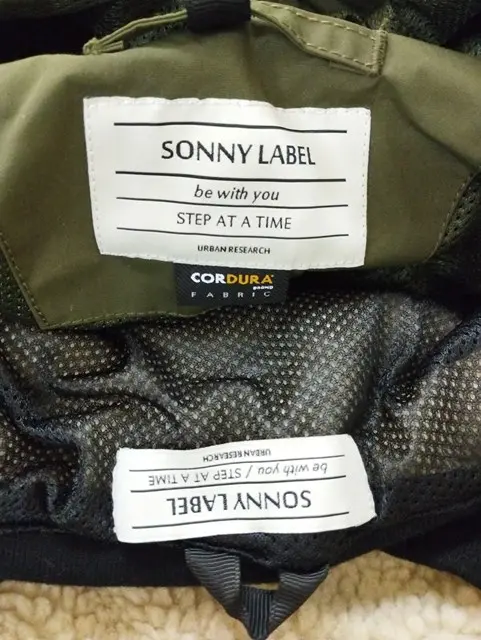 SONNY LABEL
be with you
STEP AT A TIME
URBAN RESEARCH
CORDURA
BRAND
FABRIC
SONNY LABEL
be with you / STEP AT A TIME
URBAN RESEARCH